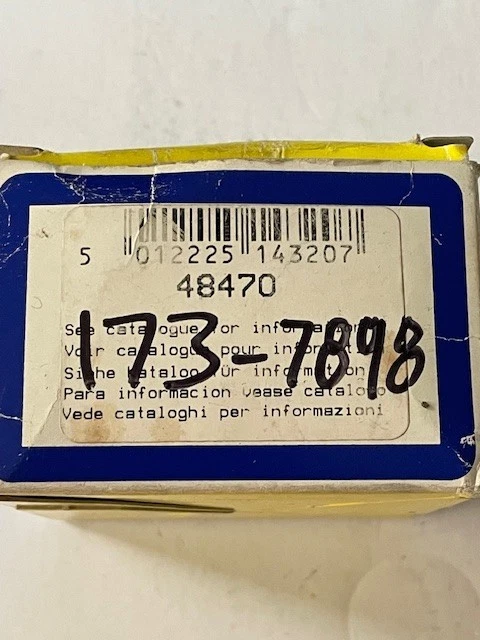 5 012225 143207
48470
173-7898
See catalogue for information
Voir catalogue pour information
Siehe Katalog für information
Para informacion vease catalogo
Vede cataloghi per informazioni